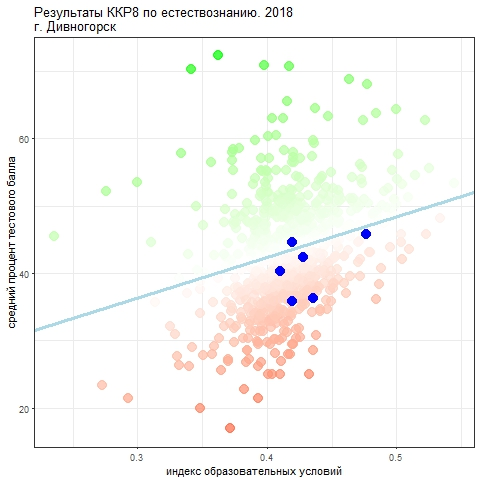 Результаты ККР8 по естествознанию. 2018
г. Дивногорск
средний процент тестового балла
60
40
20
0.3
0.4
0.5
индекс образовательных условий